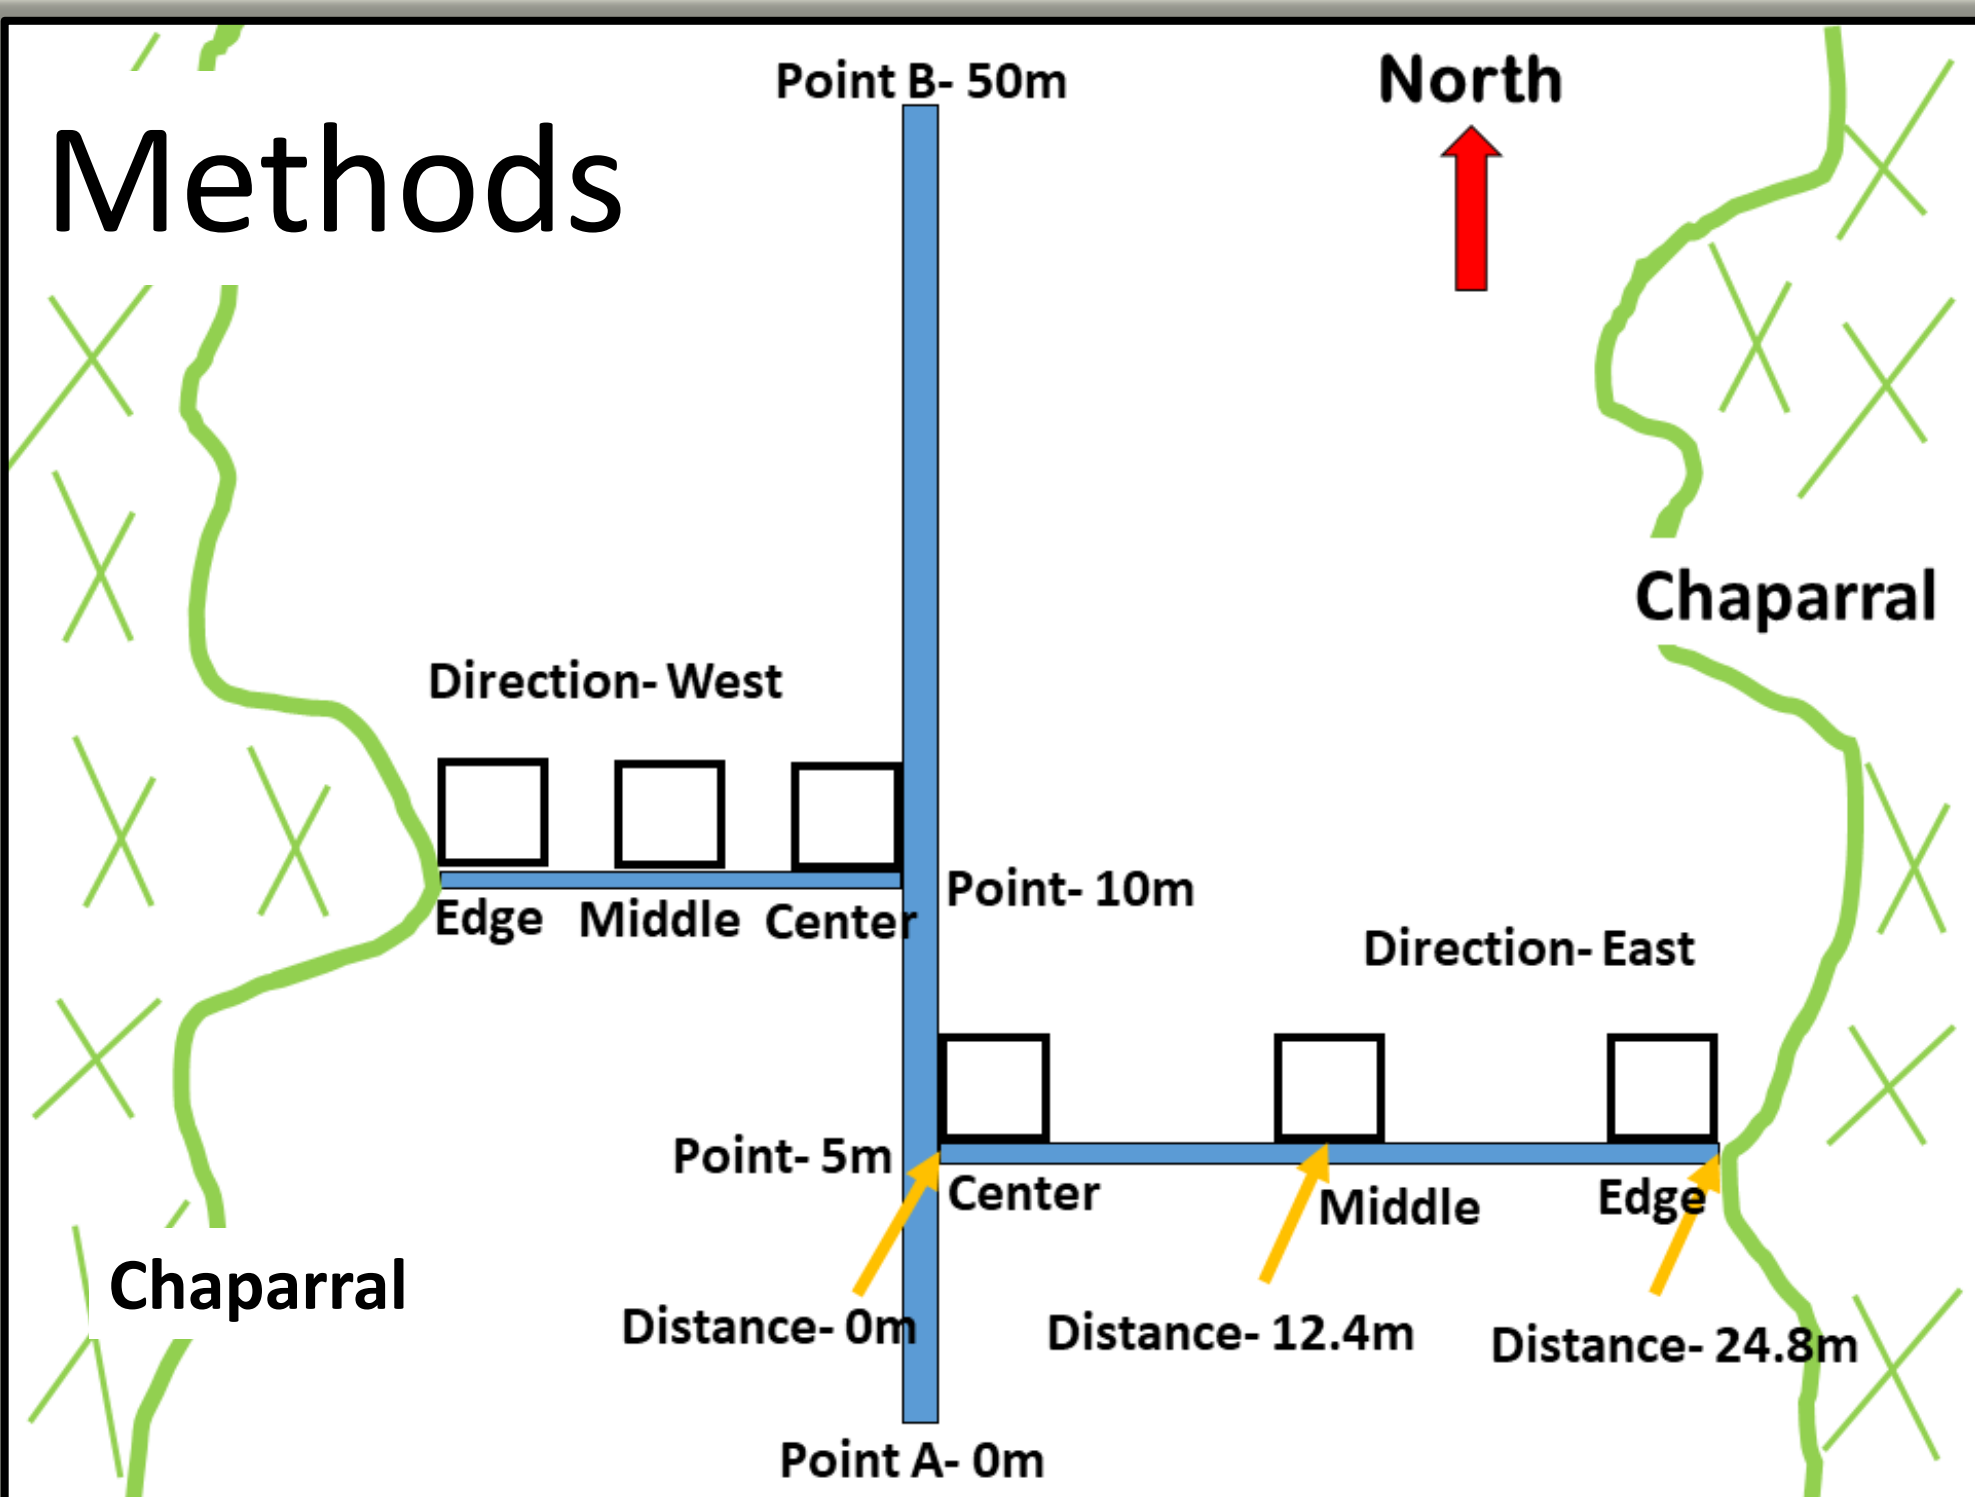 Point B- 50m
North
Methods
Chaparral
Direction- West
Edge Middle Center
Point- 10m
Direction- East
Point- 5m
Center Middle Edge
Chaparral
Distance- 0m
Distance- 12.4m
Distance- 24.8m
Point A- 0m